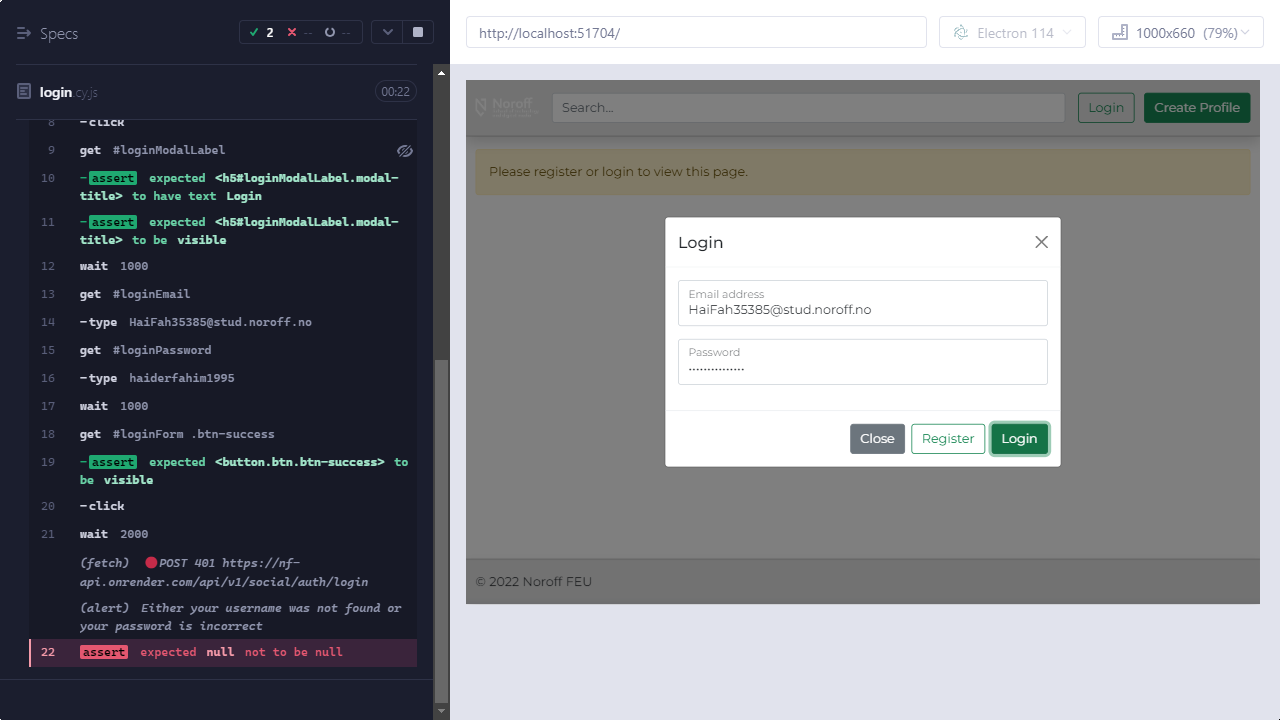 Specs
2
--
--
login.cy.js
00:22
8 -click
9 get #loginModalLabel
10 -assert expected <h5#loginModalLabel.modal-
title> to have text Login
11 -assert expected <h5#loginModalLabel.modal-
title> to be visible
12 wait 1000
13 get #loginEmail
14 -type HaiFah35385@stud.noroff.no
15 get #loginPassword
16 -type haiderfahim1995
17 wait 1000
18 get #loginForm .btn-success
19 -assert expected <button.btn.btn-success> to
be visible
20 -click
21 wait 2000
(fetch) POST 401 https://nf-
api.onrender.com/api/v1/social/auth/login
(alert) Either your username was not found or
your password is incorrect
22 assert expected null not to be null
http://localhost:51704/
Electron 114
1000x660 (79%)
Noroff
Search...
Login
Create Profile
Please register or login to view this page.
Login
Email address
HaiFah35385@stud.noroff.no
Password
•••••••••••••••
Close
Register
Login
© 2022 Noroff FEU